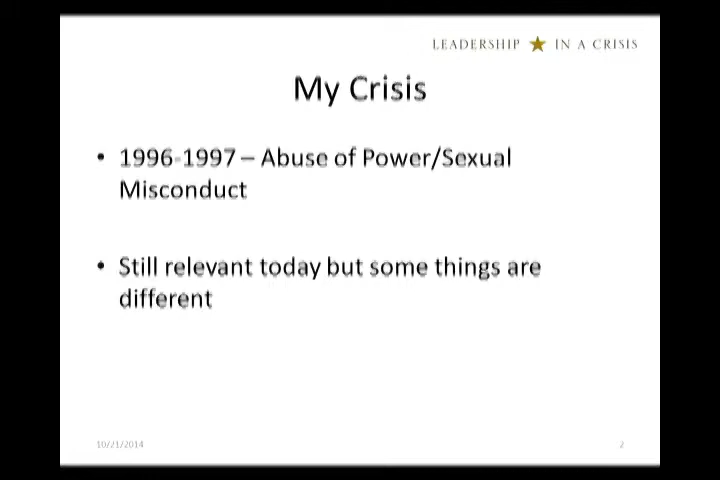 LEADERSHIP ★ IN A CRISIS
My Crisis
• 1996-1997 – Abuse of Power/Sexual
Misconduct
• Still relevant today but some things are
different
10/21/2014
2